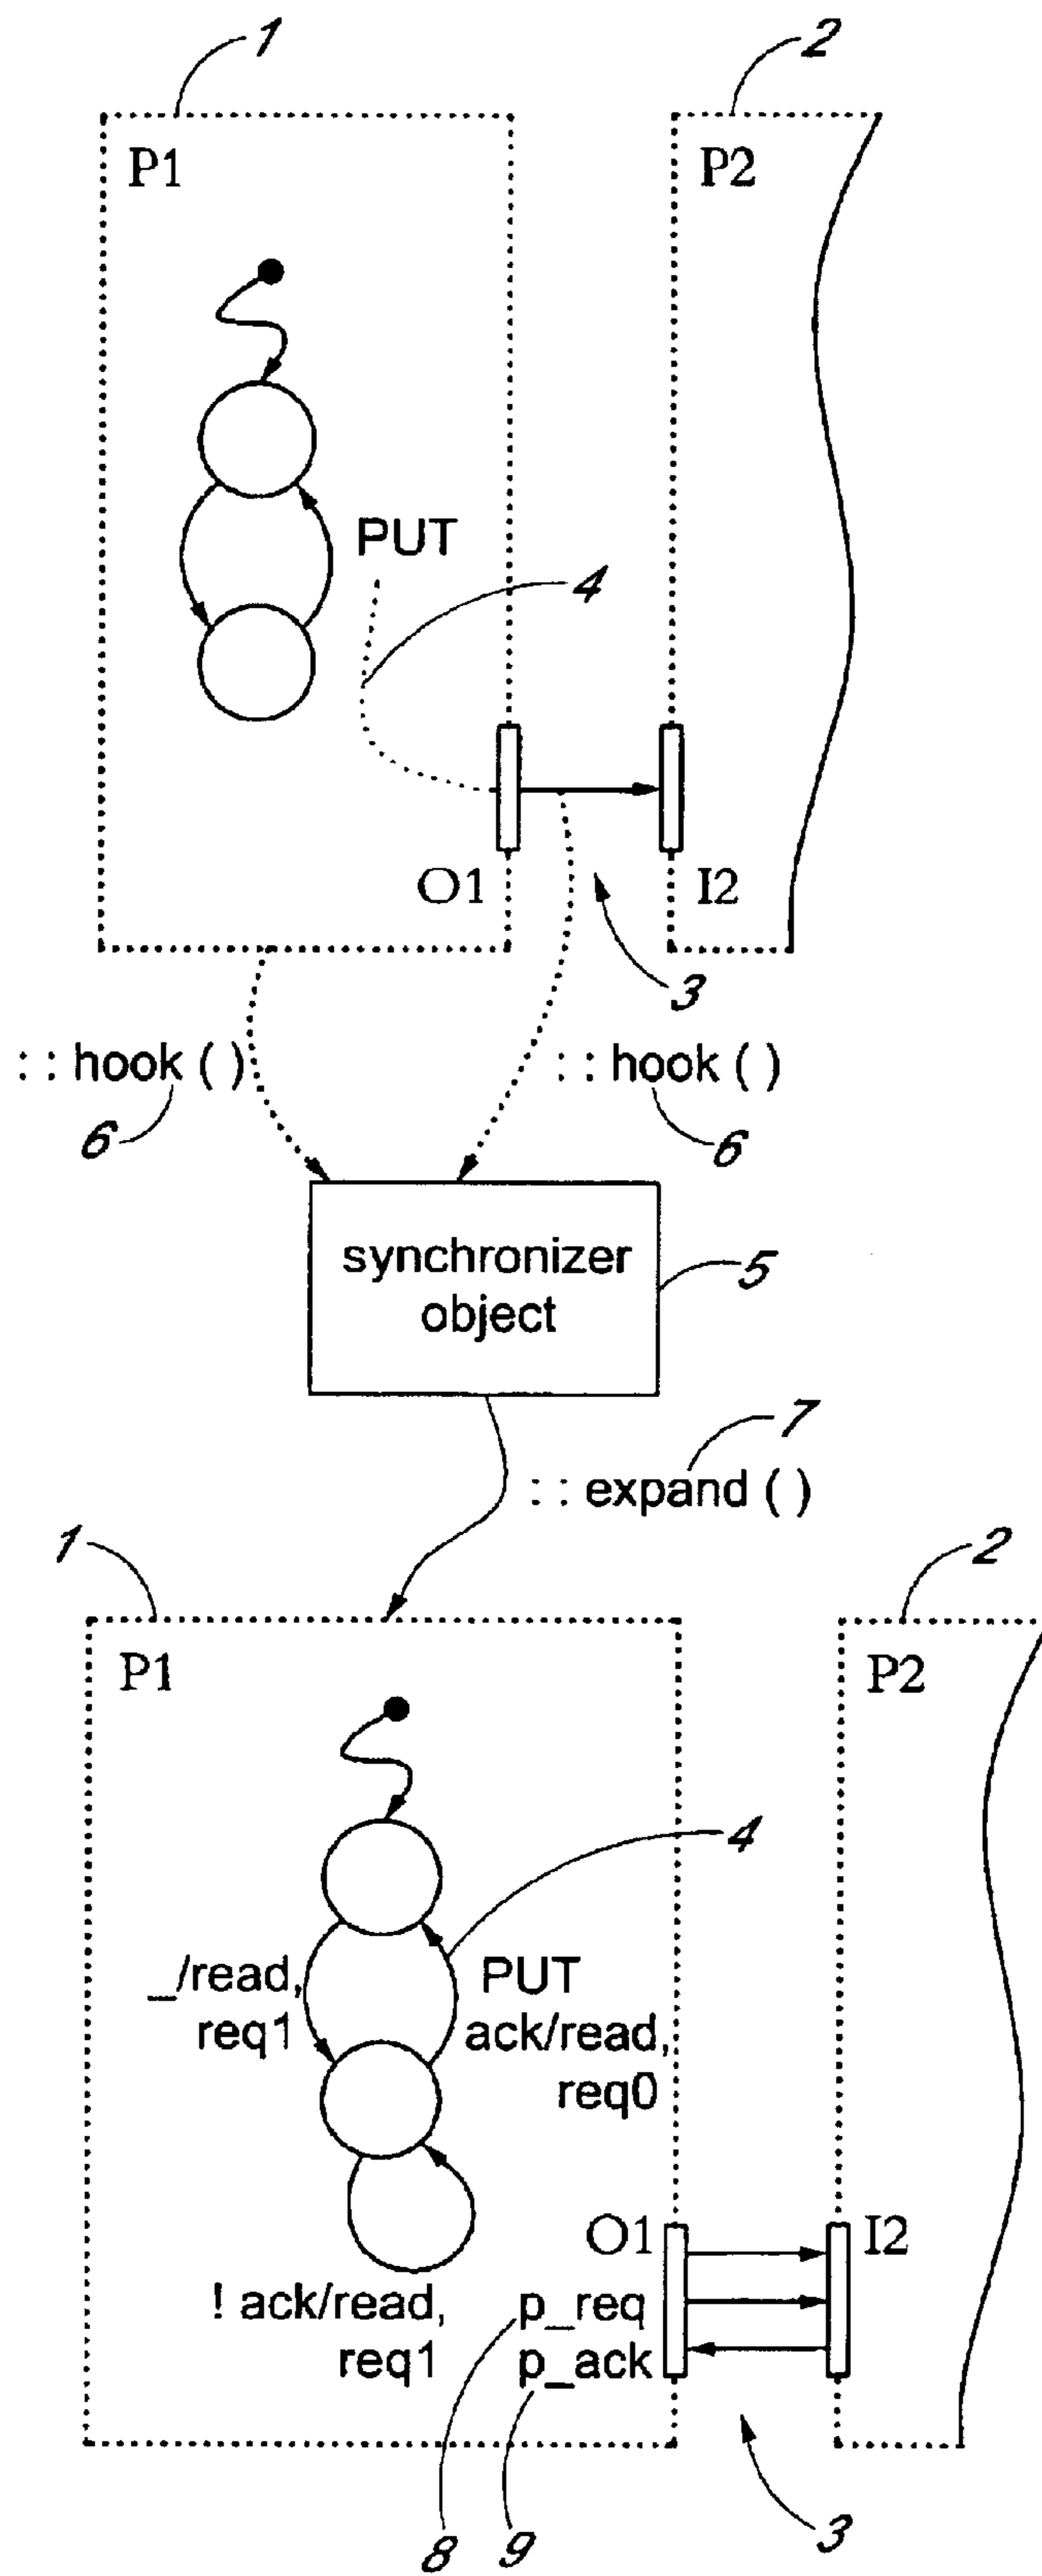 1
2
P1
P2
PUT
4
O1
I2
3
: : hook ( )
: : hook ( )
6
6
synchronizer
object
5
7
: : expand ( )
1
2
P1
P2
4
_/read,
req1
PUT
ack/read,
req0
O1
I2
! ack/read,
req1
p_req
p_ack
3
8
9